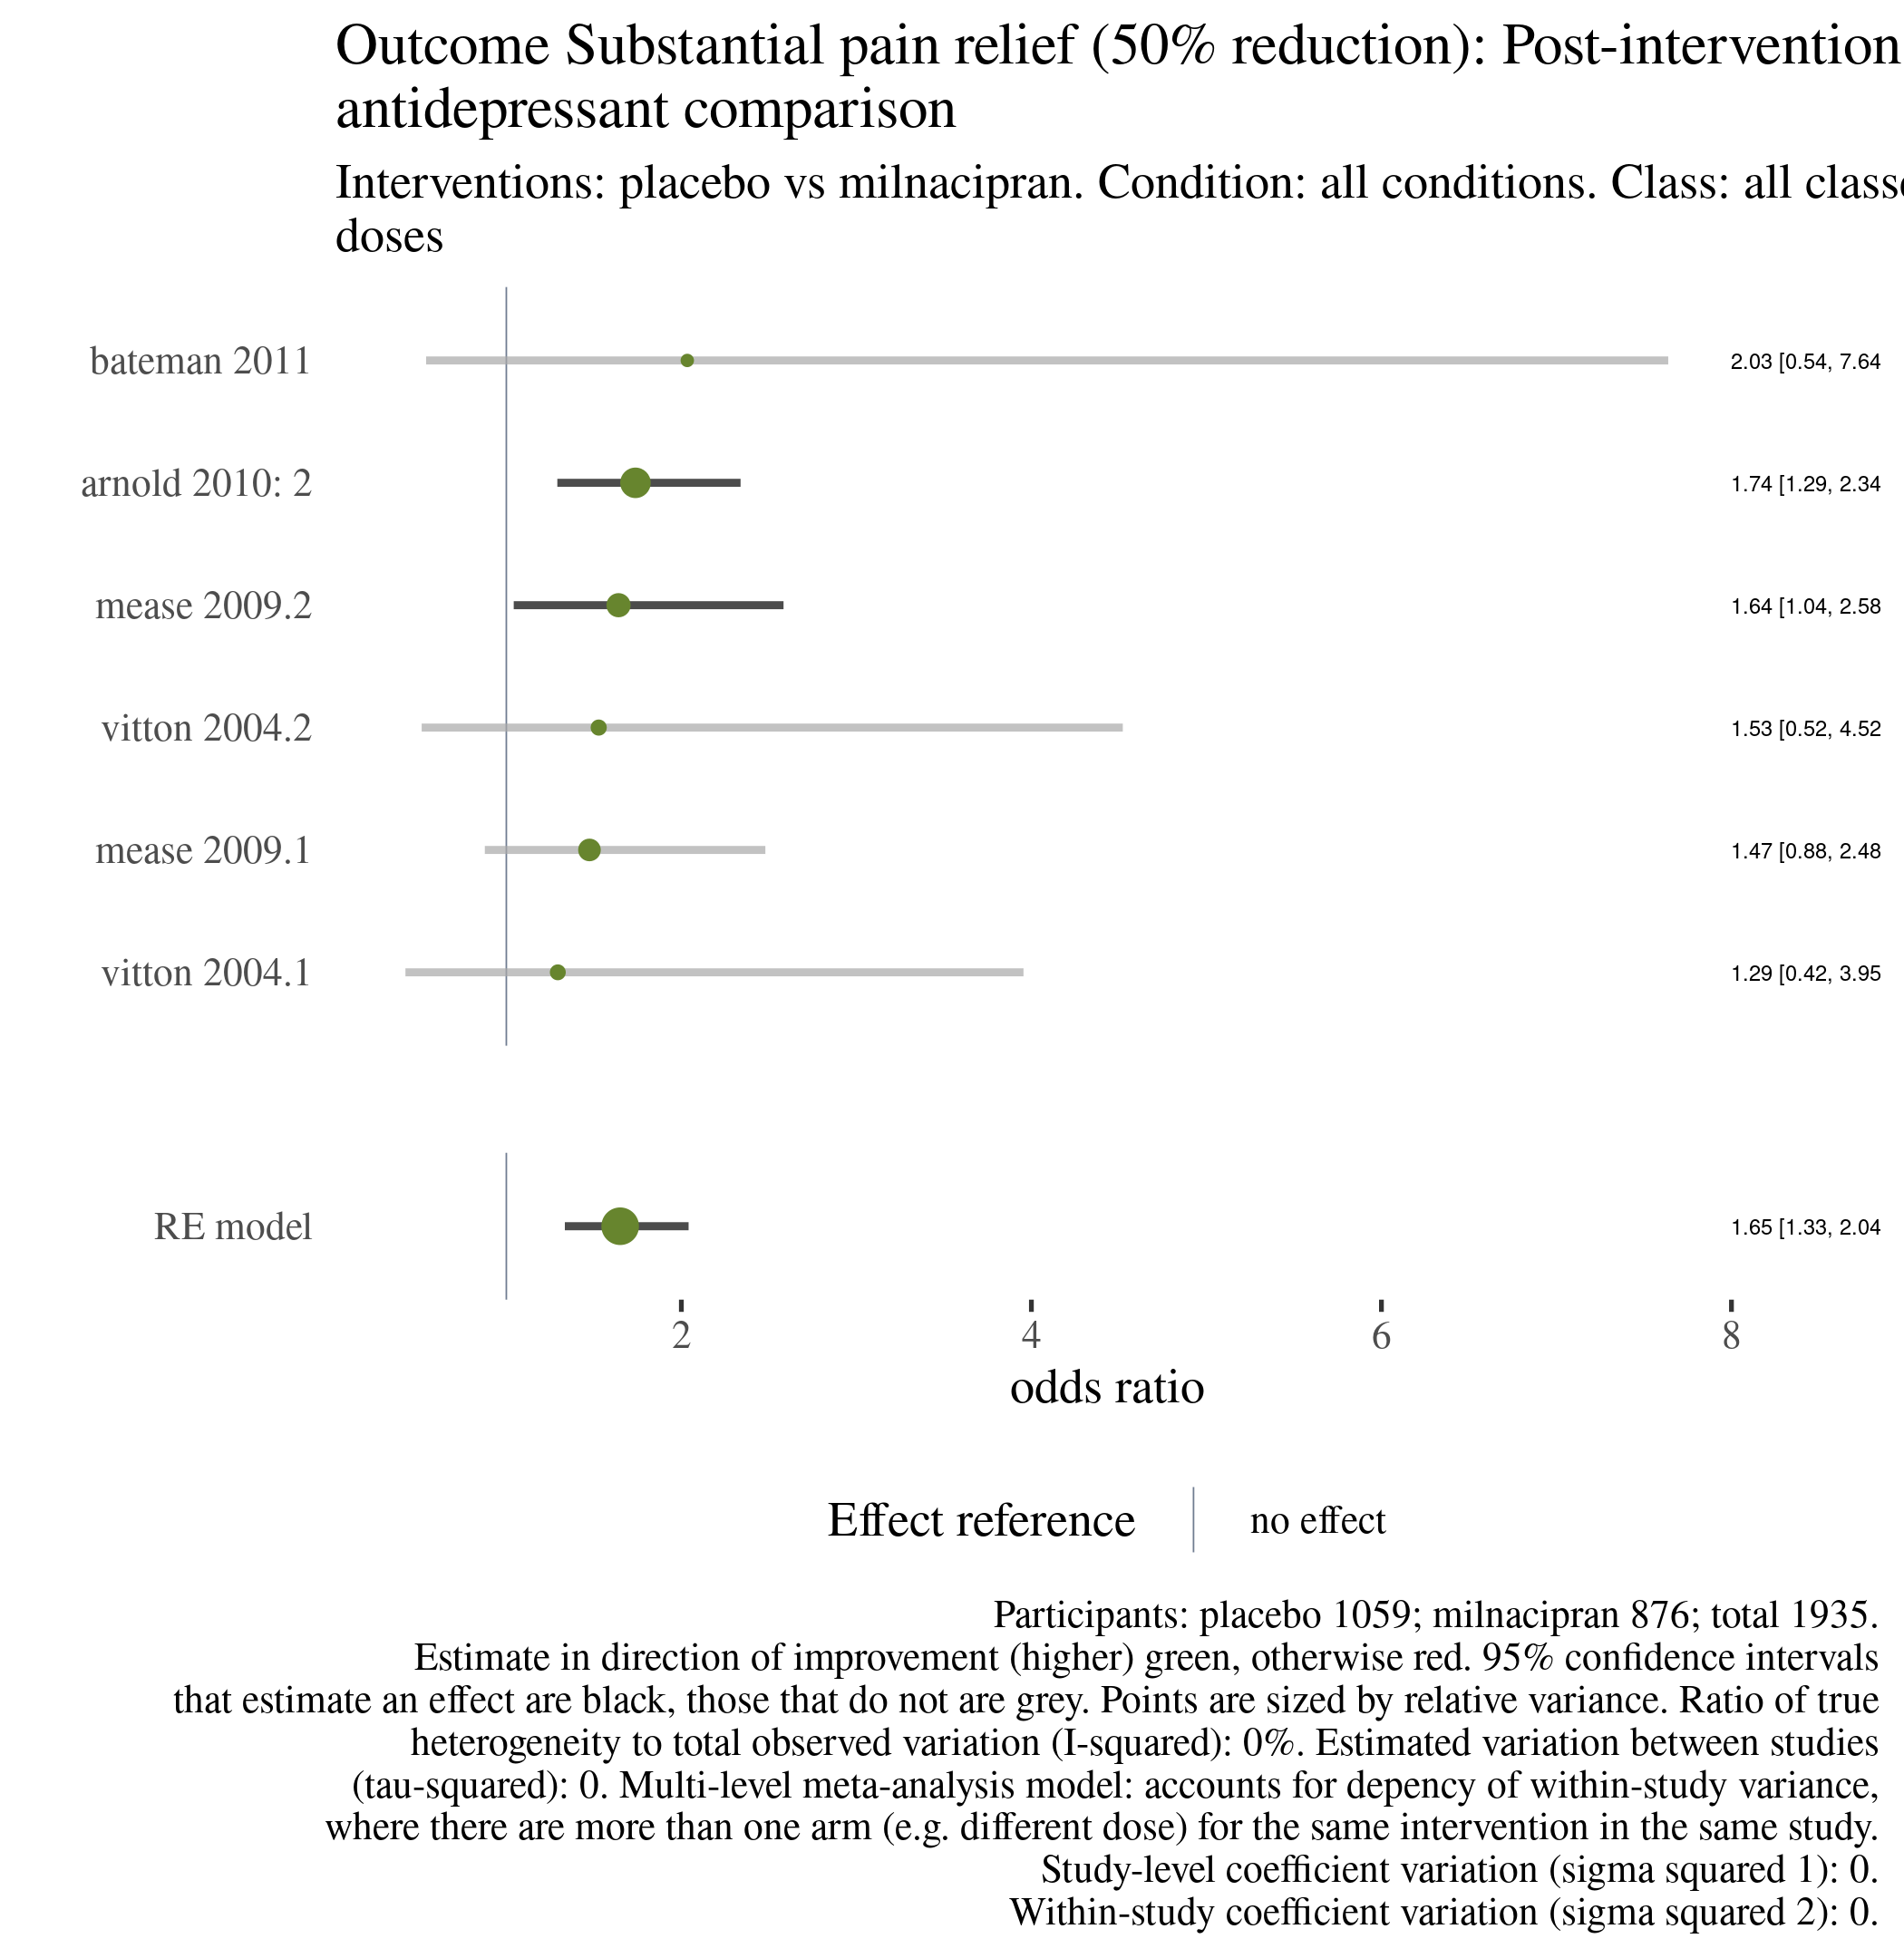 Outcome Substantial pain relief (50% reduction): Post-intervention
antidepressant comparison
Interventions: placebo vs milnacipran. Condition: all conditions. Class: all
doses
bateman 2011 2.03 [0.54, 7.64
arnold 2010: 2 1.74 [1.29, 2.34
mease 2009.2 1.64 [1.04, 2.58
vitton 2004.2 1.53 [0.52, 4.52
mease 2009.1 1.47 [0.88, 2.48
vitton 2004.1 1.29 [0.42, 3.95
RE model 1.65 [1.33, 2.04
2 4 6 8
odds ratio
Effect reference no effect
Participants: placebo 1059; milnacipran 876; total 1935.
Estimate in direction of improvement (higher) green, otherwise red. 95% confidence intervals
that estimate an effect are black, those that do not are grey. Points are sized by relative variance. Ratio of true
heterogeneity to total observed variation (I-squared): 0%. Estimated variation between studies
(tau-squared): 0. Multi-level meta-analysis model: accounts for depency of within-study variance,
where there are more than one arm (e.g. different dose) for the same intervention in the same study.
Study-level coefficient variation (sigma squared 1): 0.
Within-study coefficient variation (sigma squared 2): 0.